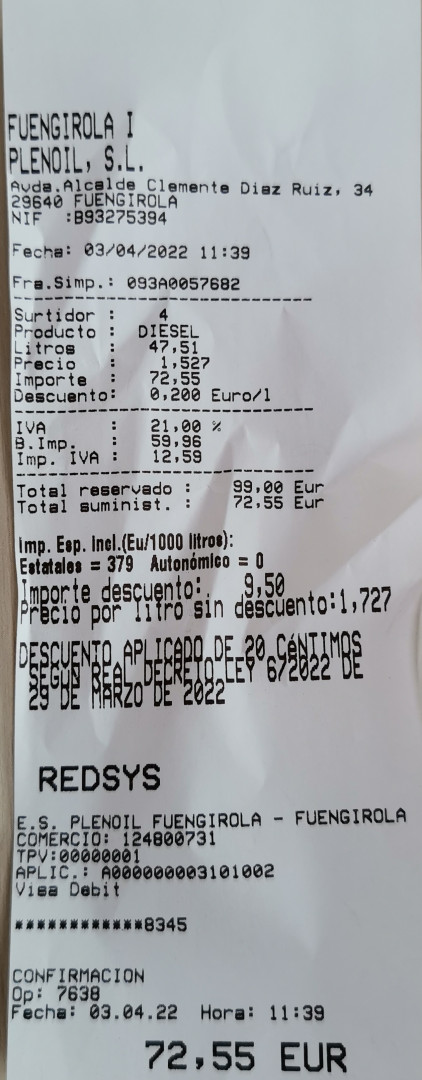 FUENGIROLA I
PLENOIL, S.L.
Avda.Alcalde Clemente Diaz Ruiz, 34
29640 FUENGIROLA
NIF :B93275394
Fecha: 03/04/2022 11:39
Fra.Simp.: 093A0057682
--------------------------------
Surtidor : 4
Producto : DIESEL
Litros : 47,51
Precio : 1,527
Importe : 72,55
Descuento: 0,200 Euro/l
--------------------------------
IVA : 21,00 %
B.Imp. : 59,96
Imp. IVA : 12,59
--------------------------------
Total reservado : 99,00 Eur
Total suminist. : 72,55 Eur
Imp. Esp. Incl.(Eu/1000 litros):
Estatales = 379 Autonómico = 0
Importe descuento:. 9,50
Precio por litro sin descuento:1,727
DESCUENTO APLICADO DE 20 CéNTIMOS
SEGUN REAL DECRETO LEY 6/2022 DE
29 DE MARZO DE 2022
REDSYS
E.S. PLENOIL FUENGIROLA - FUENGIROLA
COMERCIO: 124800731
TPV:00000001
APLIC.: A0000000003101002
Visa Debit
************8345
CONFIRMACION
Op: 7638
Fecha: 03.04.22 Hora: 11:39
72,55 EUR